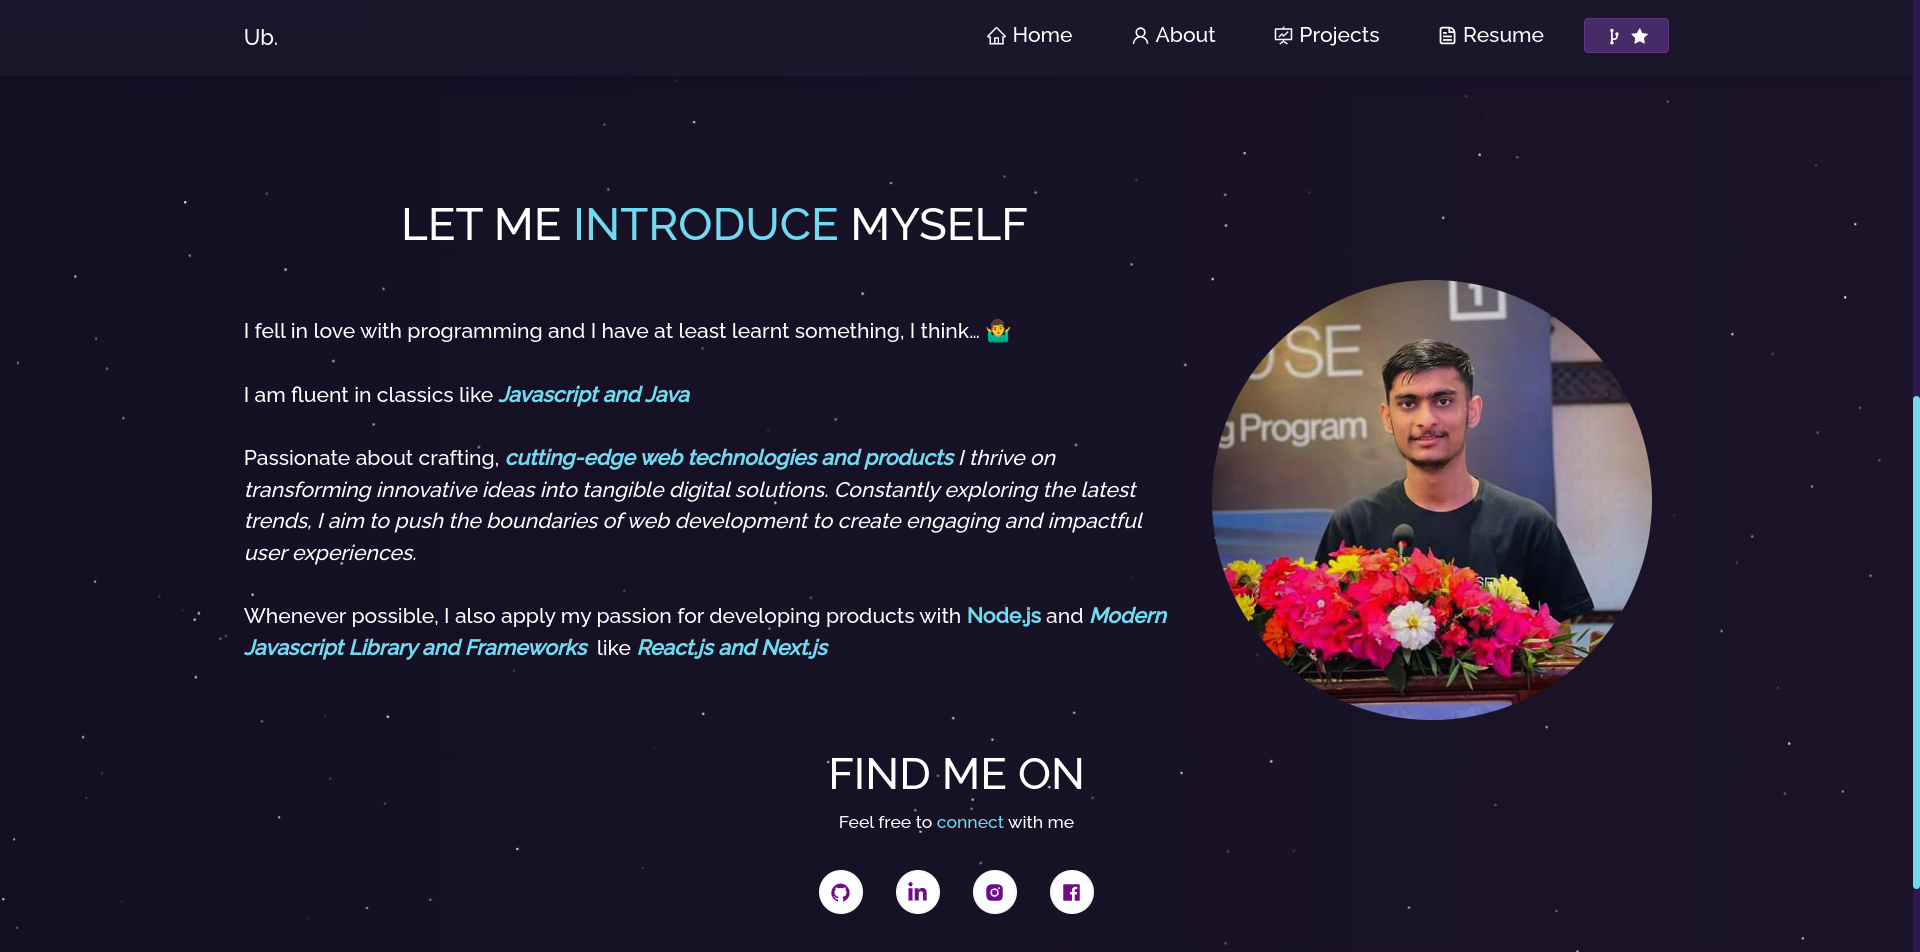 Ub.
Home
About
Projects
Resume
LET ME INTRODUCE MYSELF
I fell in love with programming and I have at least learnt something, I think… 🤷‍♂️
I am fluent in classics like Javascript and Java
Passionate about crafting, cutting-edge web technologies and products I thrive on
transforming innovative ideas into tangible digital solutions. Constantly exploring the latest
trends, I aim to push the boundaries of web development to create engaging and impactful
user experiences.
Whenever possible, I also apply my passion for developing products with Node.js and Modern
Javascript Library and Frameworks like React.js and Next.js
Program
FIND ME ON
Feel free to connect with me